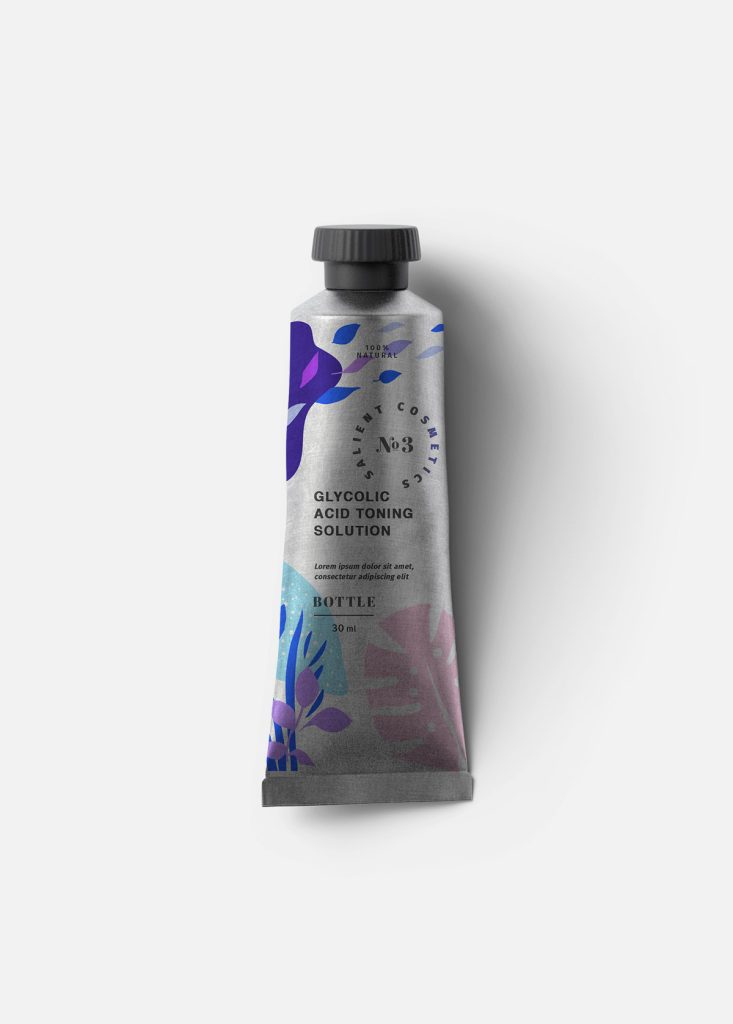 100%
NATURAL
SALIENT COSMETICS
№3
GLYCOLIC
ACID TONING
SOLUTION
Lorem ipsum dolor sit amet,
consectetur adipiscing elit
BOTTLE
30 ml